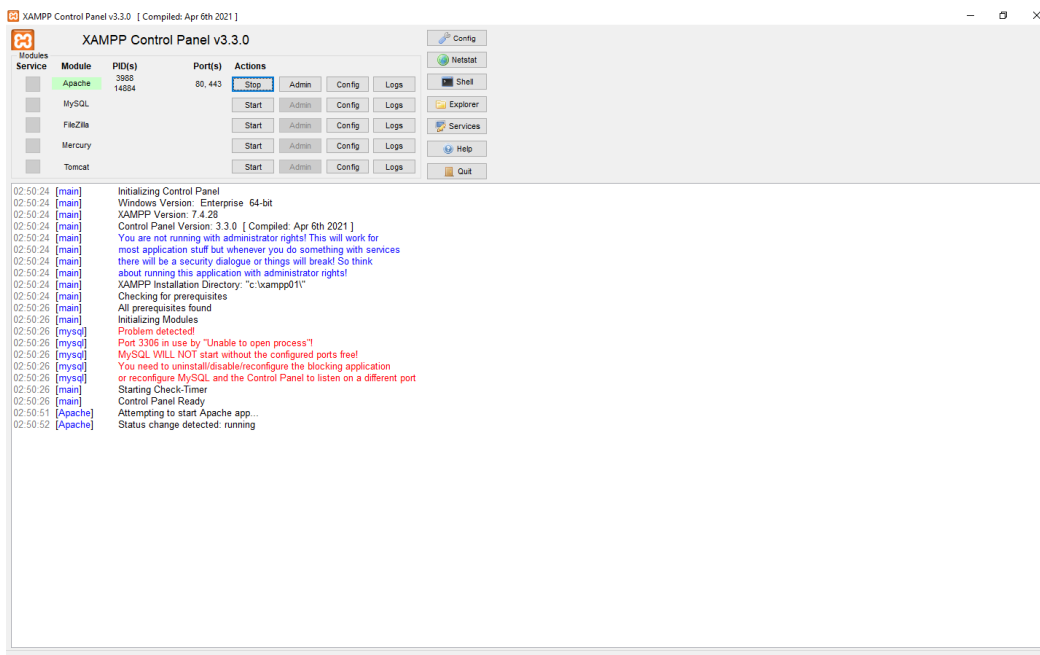 XAMPP Control Panel v3.3.0 [ Compiled: Apr 6th 2021 ]
XAMPP Control Panel v3.3.0
Config
Modules
Service Module PID(s) Port(s) Actions
Netstat
Apache 3988 14884 80, 443 Stop Admin Config Logs
Shell
MySQL Start Admin Config Logs
Explorer
FileZilla Start Admin Config Logs
Services
Mercury Start Admin Config Logs
Help
Tomcat Start Admin Config Logs
Quit
02:50:24 [main] Initializing Control Panel
02:50:24 [main] Windows Version: Enterprise 64-bit
02:50:24 [main] XAMPP Version: 7.4.28
02:50:24 [main] Control Panel Version: 3.3.0 [ Compiled: Apr 6th 2021 ]
02:50:24 [main] You are not running with administrator rights! This will work for
02:50:24 [main] most application stuff but whenever you do something with services
02:50:24 [main] there will be a security dialogue or things will break! So think
02:50:24 [main] about running this application with administrator rights!
02:50:24 [main] XAMPP Installation Directory: "c:\xampp01\"
02:50:24 [main] Checking for prerequisites
02:50:26 [main] All prerequisites found
02:50:26 [main] Initializing Modules
02:50:26 [mysql] Problem detected!
02:50:26 [mysql] Port 3306 in use by "Unable to open process"!
02:50:26 [mysql] MySQL WILL NOT start without the configured ports free!
02:50:26 [mysql] You need to uninstall/disable/reconfigure the blocking application
02:50:26 [mysql] or reconfigure MySQL and the Control Panel to listen on a different port
02:50:26 [main] Starting Check-Timer
02:50:26 [main] Control Panel Ready
02:50:51 [Apache] Attempting to start Apache app...
02:50:52 [Apache] Status change detected: running